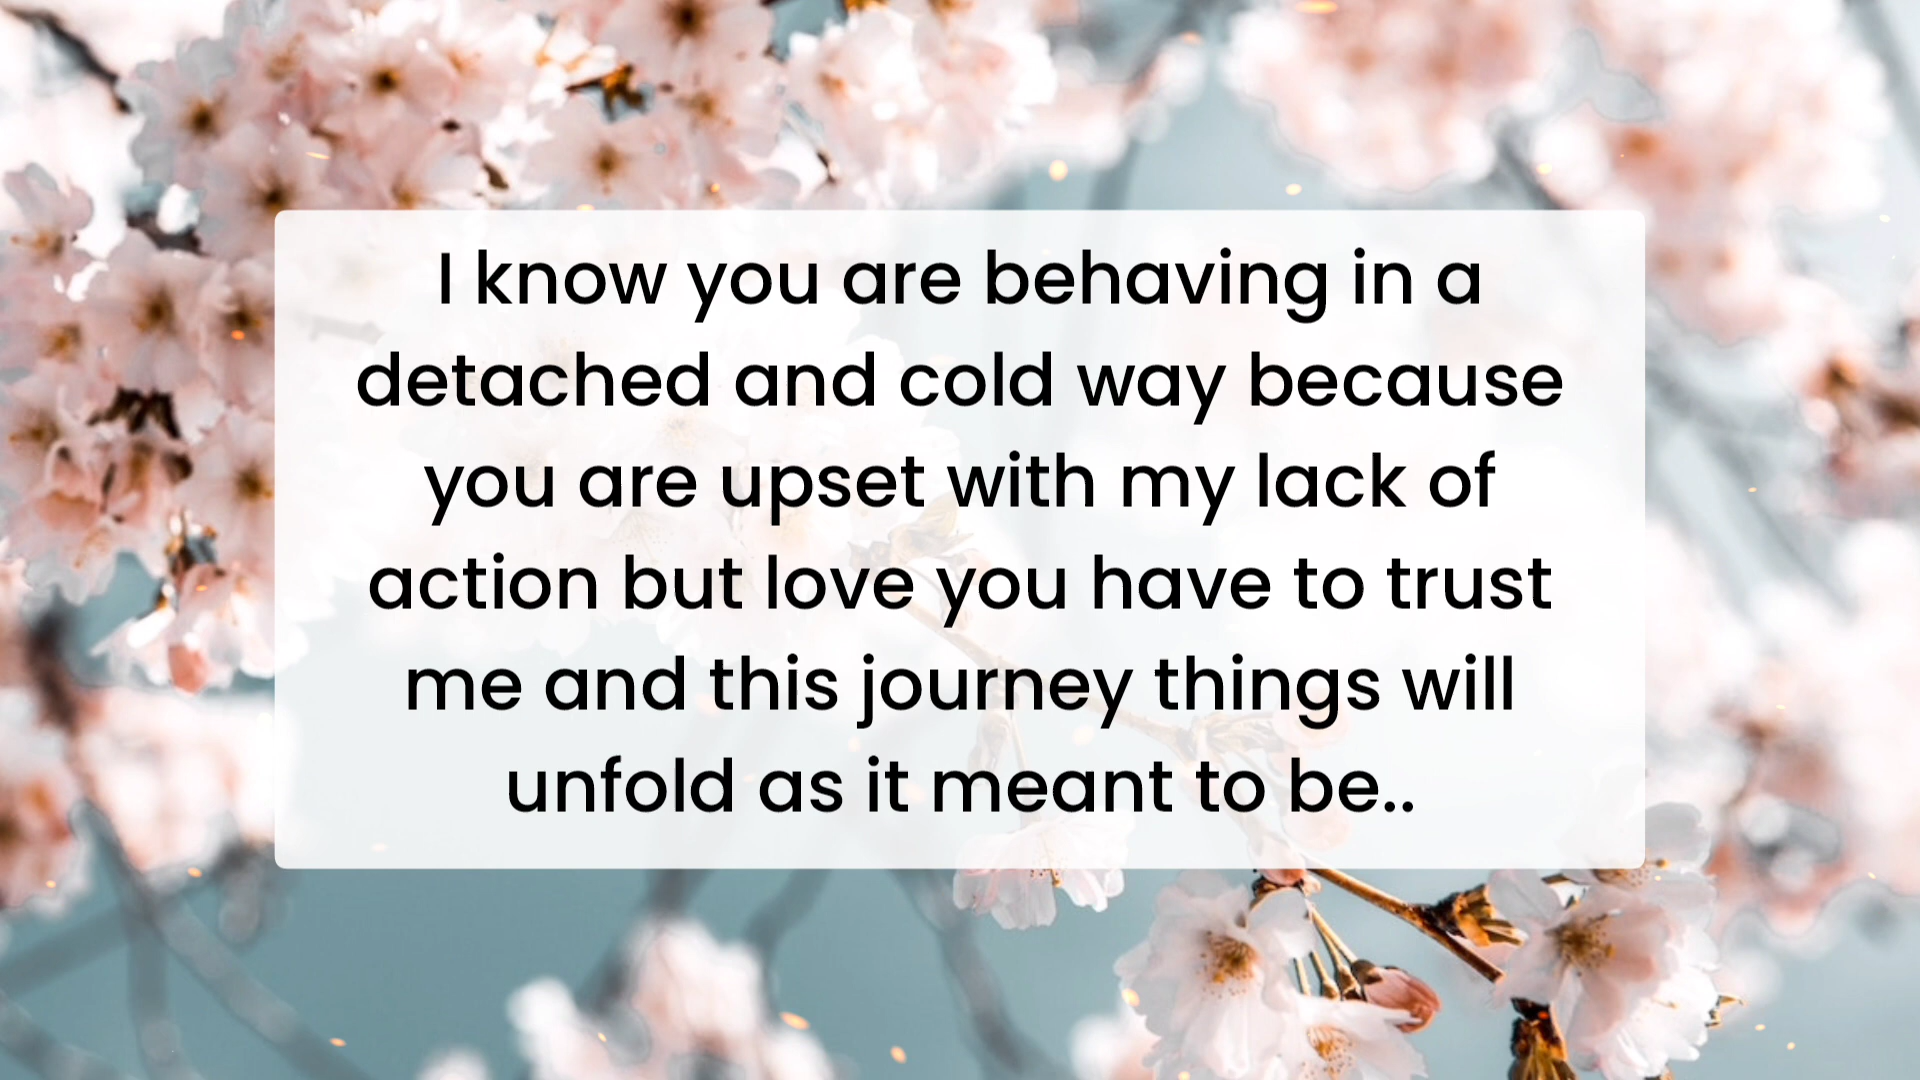 I know you are behaving in a
detached and cold way because
you are upset with my lack of
action but love you have to trust
me and this journey things will
unfold as it meant to be..